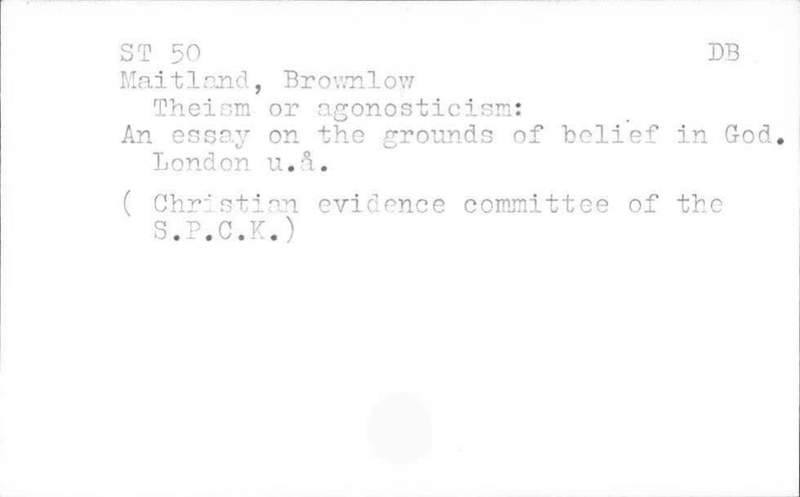 ST 50 DB
Maitland, Brownlow
Theism or agonosticism:
An essay on the grounds of belief in God.
London u.å.
( Christian evidence committee of the
S.P.C.K.)